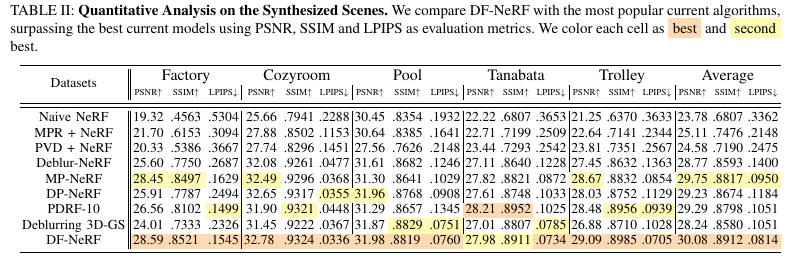 TABLE II: Quantitative Analysis on the Synthesized Scenes. We compare DF-NeRF with the most popular current algorithms,
surpassing the best current models using PSNR, SSIM and LPIPS as evaluation metrics. We color each cell as best and second
best.
Datasets Factory Cozyroom Pool Tanabata Trolley Average
PSNR↑ SSIM↑ LPIPS↓ PSNR↑ SSIM↑ LPIPS↓ PSNR↑ SSIM↑ LPIPS↓ PSNR↑ SSIM↑ LPIPS↓ PSNR↑ SSIM↑ LPIPS↓ PSNR↑ SSIM↑ LPIPS↓
Naive NeRF 19.32 .4563 .5304 25.66 .7941 .2288 30.45 .8354 .1932 22.22 .6807 .3653 21.25 .6370 .3633 23.78 .6807 .3362
MPR + NeRF 21.70 .6153 .3094 27.88 .8502 .1153 30.64 .8385 .1641 22.71 .7199 .2509 22.64 .7141 .2344 25.11 .7476 .2148
PVD + NeRF 20.33 .5386 .3667 27.74 .8296 .1451 27.56 .7626 .2148 23.44 .7293 .2542 23.81 .7351 .2567 24.58 .7190 .2475
Deblur-NeRF 25.60 .7750 .2687 32.08 .9261 .0477 31.61 .8682 .1246 27.11 .8640 .1228 27.45 .8632 .1363 28.77 .8593 .1400
MP-NeRF 28.45 .8497 .1629 32.49 .9296 .0368 31.30 .8641 .1029 27.82 .8821 .0872 28.67 .8832 .0854 29.75 .8817 .0950
DP-NeRF 25.91 .7787 .2494 32.65 .9317 .0355 31.96 .8768 .0908 27.61 .8748 .1033 28.03 .8752 .1129 29.23 .8674 .1184
PDRF-10 26.56 .8102 .1499 31.90 .9321 .0448 31.29 .8657 .1345 28.21 .8952 .1025 28.48 .8956 .0939 29.29 .8798 .1051
Deblurring 3D-GS 24.01 .7333 .2326 31.45 .9222 .0367 31.87 .8829 .0751 27.01 .8807 .0785 26.88 .8710 .1028 28.24 .8580 .1051
DF-NeRF 28.59 .8521 .1545 32.78 .9324 .0336 31.98 .8819 .0760 27.98 .8911 .0734 29.09 .8985 .0705 30.08 .8912 .0814